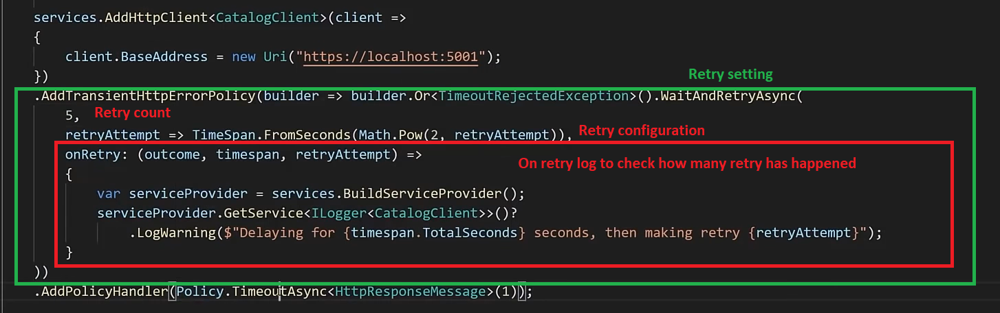 services.AddHttpClient<CatalogClient>(client =>
{
client.BaseAddress = new Uri("https://localhost:5001");
})
Retry setting
.AddTransientHttpErrorPolicy(builder => builder.Or<TimeoutRejectedException>().WaitAndRetryAsync(
5, Retry count
retryAttempt => TimeSpan.FromSeconds(Math.Pow(2, retryAttempt)), Retry configuration
onRetry: (outcome, timespan, retryAttempt) =>
On retry log to check how many retry has happened
{
var serviceProvider = services.BuildServiceProvider();
serviceProvider.GetService<ILogger<CatalogClient>>()?
.LogWarning($"Delaying for {timespan.TotalSeconds} seconds, then making retry {retryAttempt}");
}
))
.AddPolicyHandler(Policy.TimeoutAsync<HttpResponseMessage>(1));